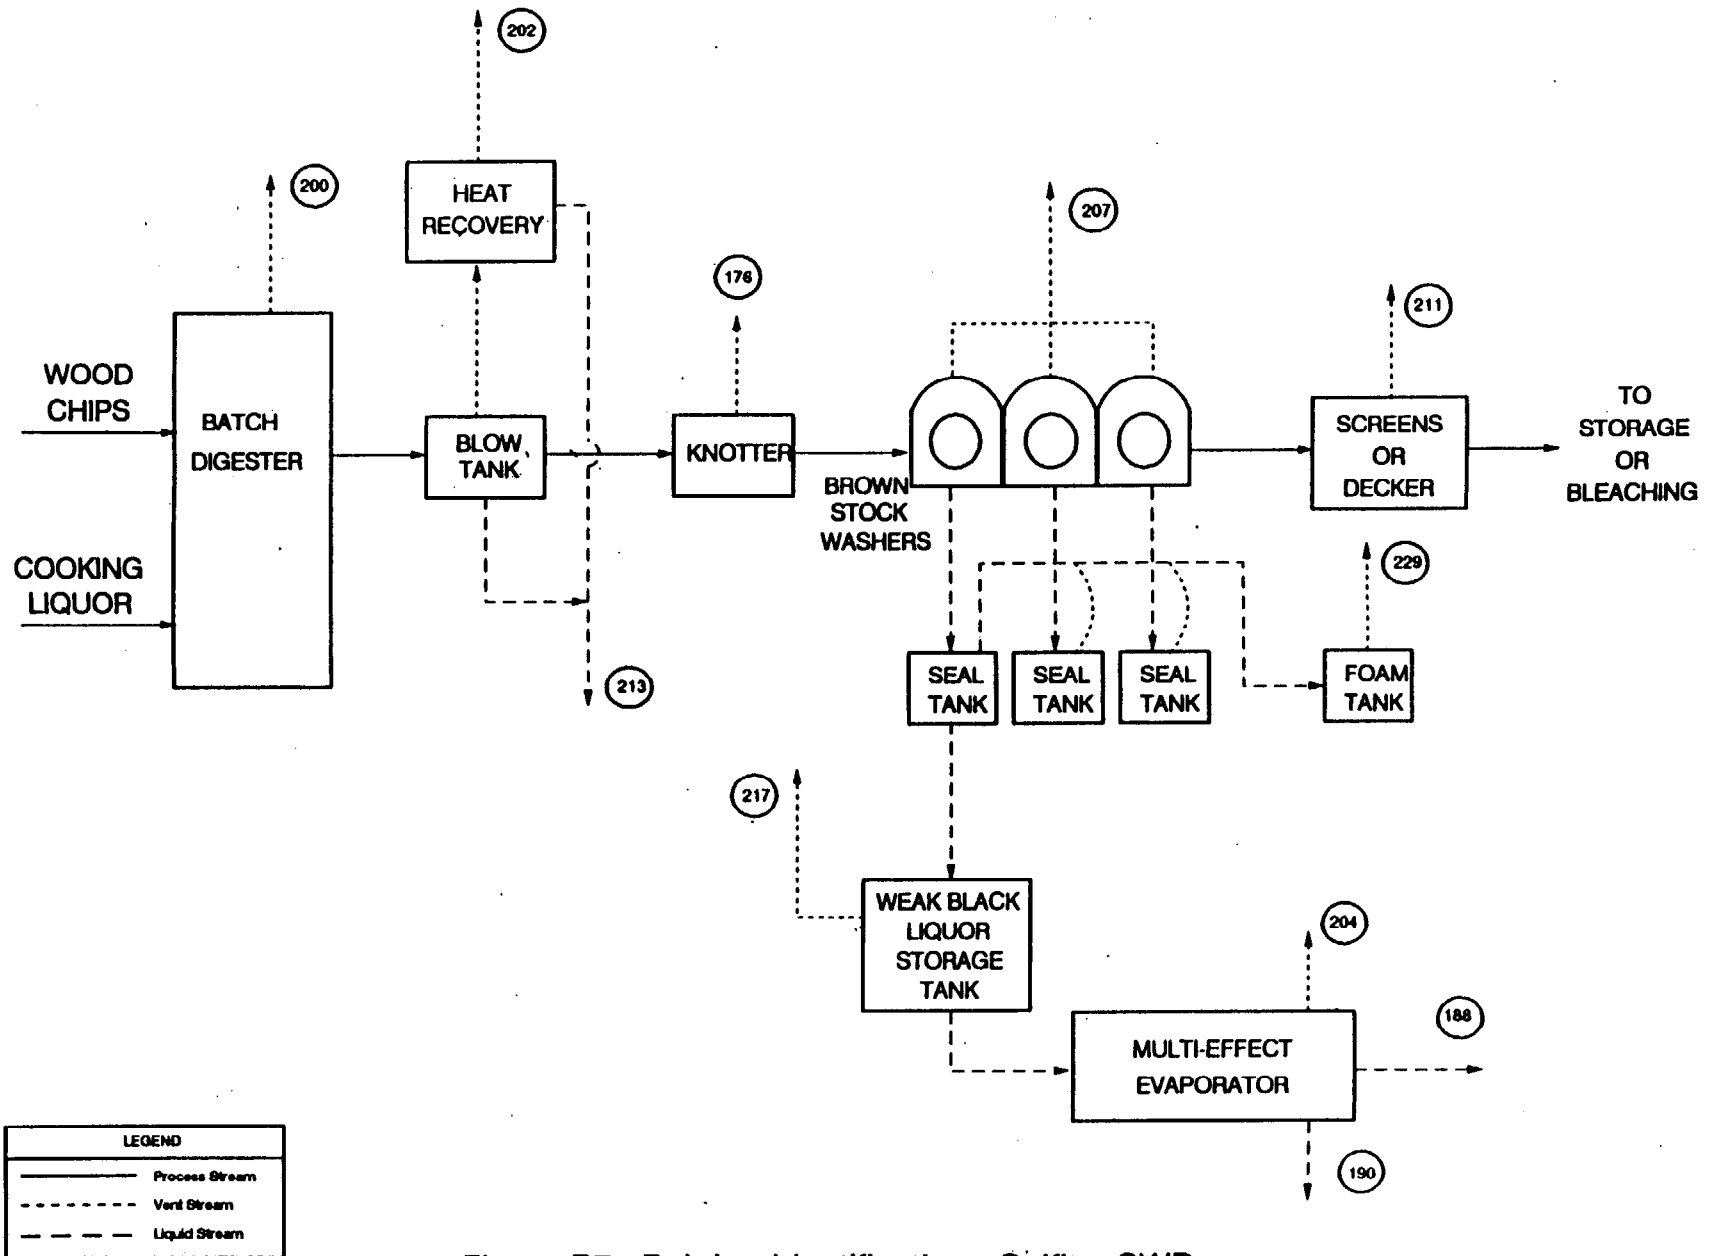 202
200
HEAT
RECOVERY
207
176
211
WOOD
CHIPS
BATCH
DIGESTER
BLOW
TANK
KNOTTER
BROWN
STOCK
WASHERS
SCREENS
OR
DECKER
TO
STORAGE
OR
BLEACHING
COOKING
LIQUOR
229
213
SEAL
TANK
SEAL
TANK
SEAL
TANK
FOAM
TANK
217
WEAK BLACK
LIQUOR
STORAGE
TANK
204
188
MULTI-EFFECT
EVAPORATOR
190
LEGEND
Process Stream
Vent Stream
Liquid Stream